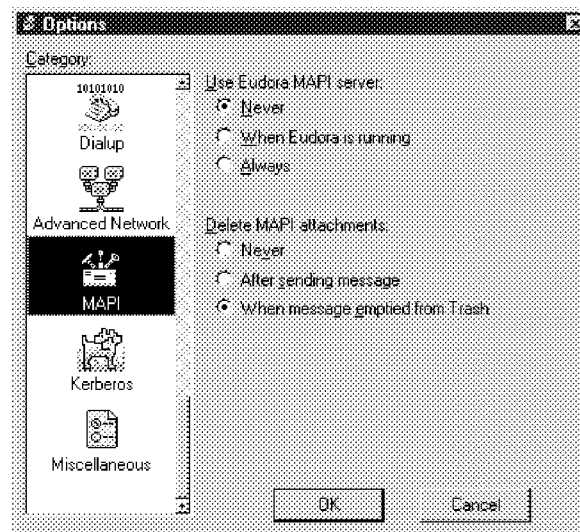 Options
Category:
10101010
Dialup
Advanced Network
MAPI
Kerberos
Miscellaneous
Use Eudora MAPI server:
Never
When Eudora is running
Always
Delete MAPI attachments:
Never
After sending message
When message emptied from Trash
OK
Cancel